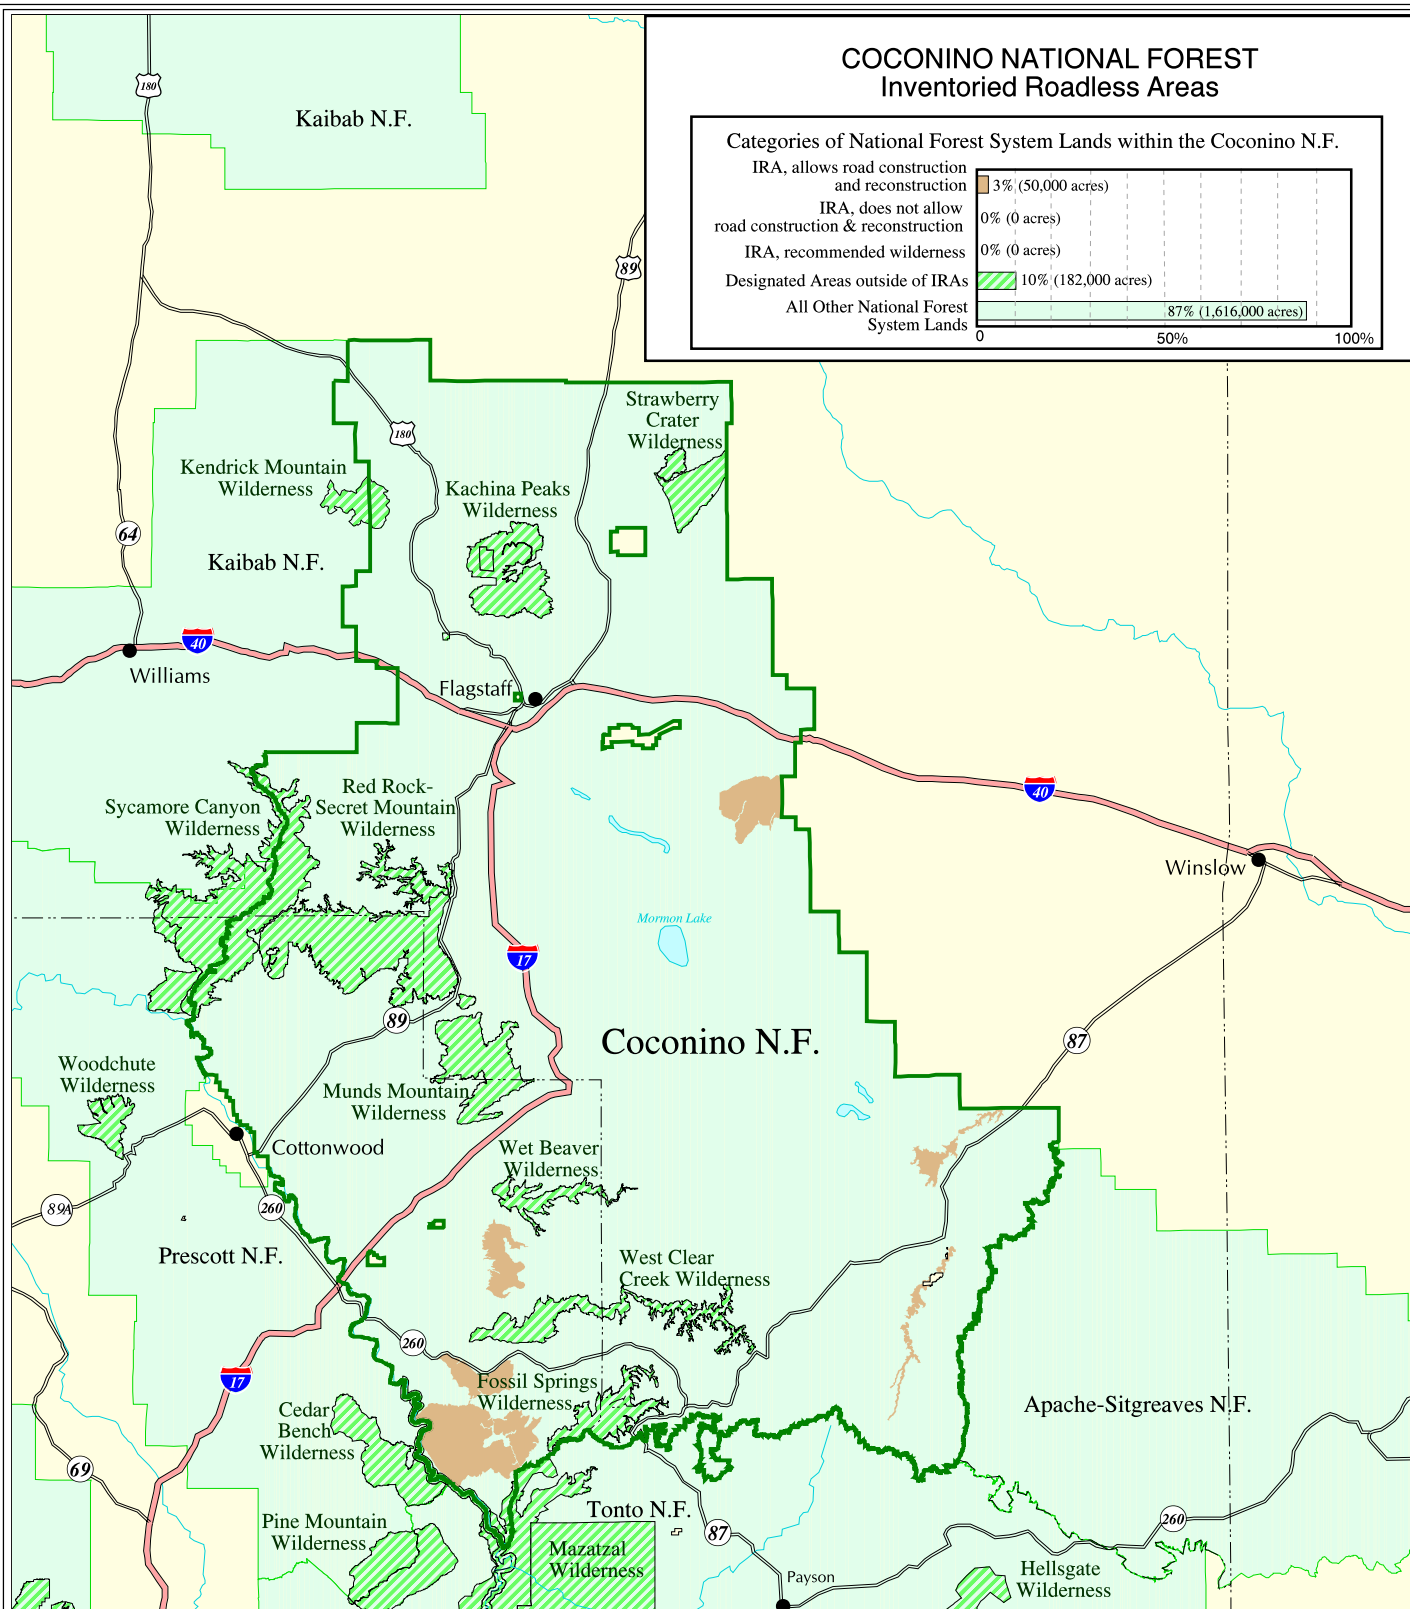 COCONINO NATIONAL FOREST
Inventoried Roadless Areas
Categories of National Forest System Lands within the Coconino N.F.
IRA, allows road construction
and reconstruction
3% (50,000 acres)
IRA, does not allow
road construction & reconstruction
0% (0 acres)
IRA, recommended wilderness
0% (0 acres)
Designated Areas outside of IRAs
10% (182,000 acres)
All Other National Forest
System Lands
87% (1,616,000 acres)
0
50%
100%
180
Kaibab N.F.
89
Strawberry
Crater
Wilderness
180
Kendrick Mountain
Wilderness
Kachina Peaks
Wilderness
64
Kaibab N.F.
40
Williams
Flagstaff
Red Rock-
Secret Mountain
Wilderness
Sycamore Canyon
Wilderness
40
Winslow
Mormon Lake
17
89
Coconino N.F.
87
Woodchute
Wilderness
Munds Mountain
Wilderness
Cottonwood
Wet Beaver
Wilderness
89A
260
Prescott N.F.
West Clear
Creek Wilderness
260
17
Fossil Springs
Wilderness
Cedar
Bench
Wilderness
Apache-Sitgreaves N.F.
69
Tonto N.F.
Pine Mountain
Wilderness
87
260
Mazatzal
Wilderness
Payson
Hellsgate
Wilderness